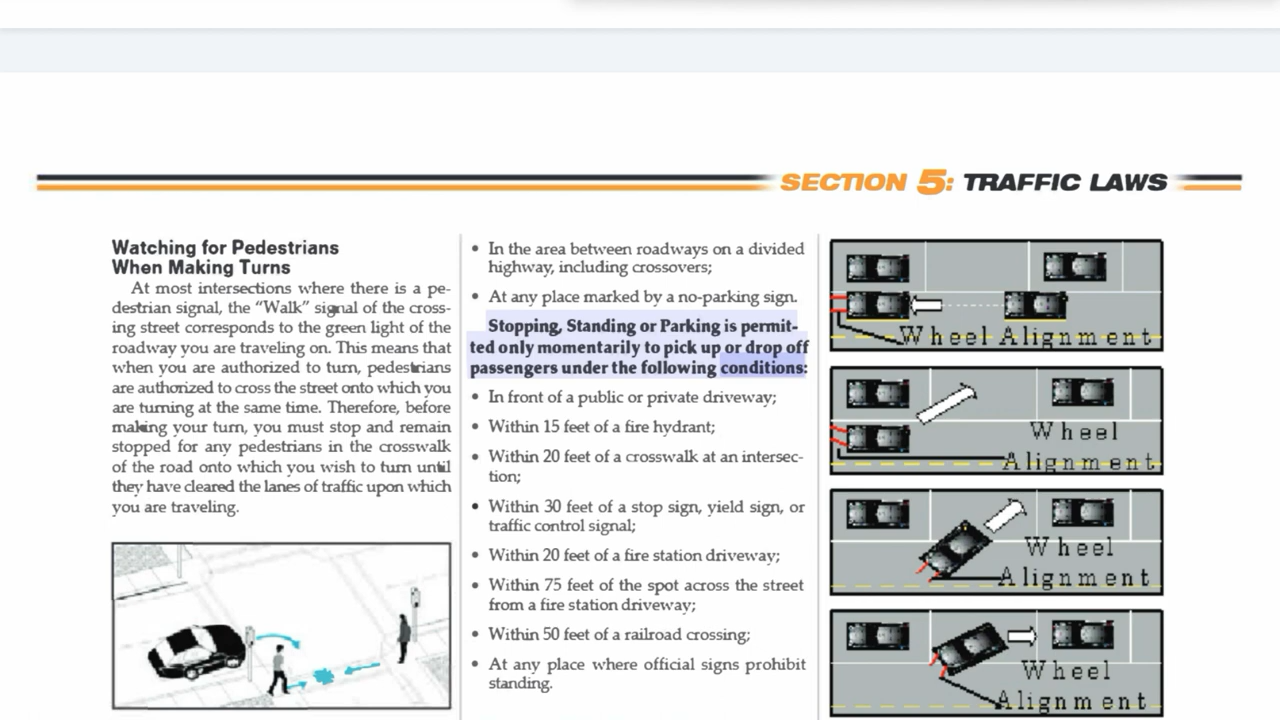 SECTION 5: TRAFFIC LAWS
Watching for Pedestrians
When Making Turns
At most intersections where there is a pe-
destrian signal, the “Walk” signal of the cross-
ing street corresponds to the green light of the
roadway you are traveling on. This means that
when you are authorized to turn, pedestrians
are authorized to cross the street onto which you
are turning at the same time. Therefore, before
making your turn, you must stop and remain
stopped for any pedestrians in the crosswalk
of the road onto which you wish to turn until
they have cleared the lanes of traffic upon which
you are traveling.
• In the area between roadways on a divided
highway, including crossovers;
• At any place marked by a no-parking sign.
Stopping, Standing or Parking is permit-
ted only momentarily to pick up or drop off
passengers under the following conditions:
• In front of a public or private driveway;
• Within 15 feet of a fire hydrant;
• Within 20 feet of a crosswalk at an intersec-
tion;
• Within 30 feet of a stop sign, yield sign, or
traffic control signal;
• Within 20 feet of a fire station driveway;
• Within 75 feet of the spot across the street
from a fire station driveway;
• Within 50 feet of a railroad crossing;
• At any place where official signs prohibit
standing.
Wheel Alignment
Wheel
Alignment
Wheel
Alignment
Wheel
Alignment